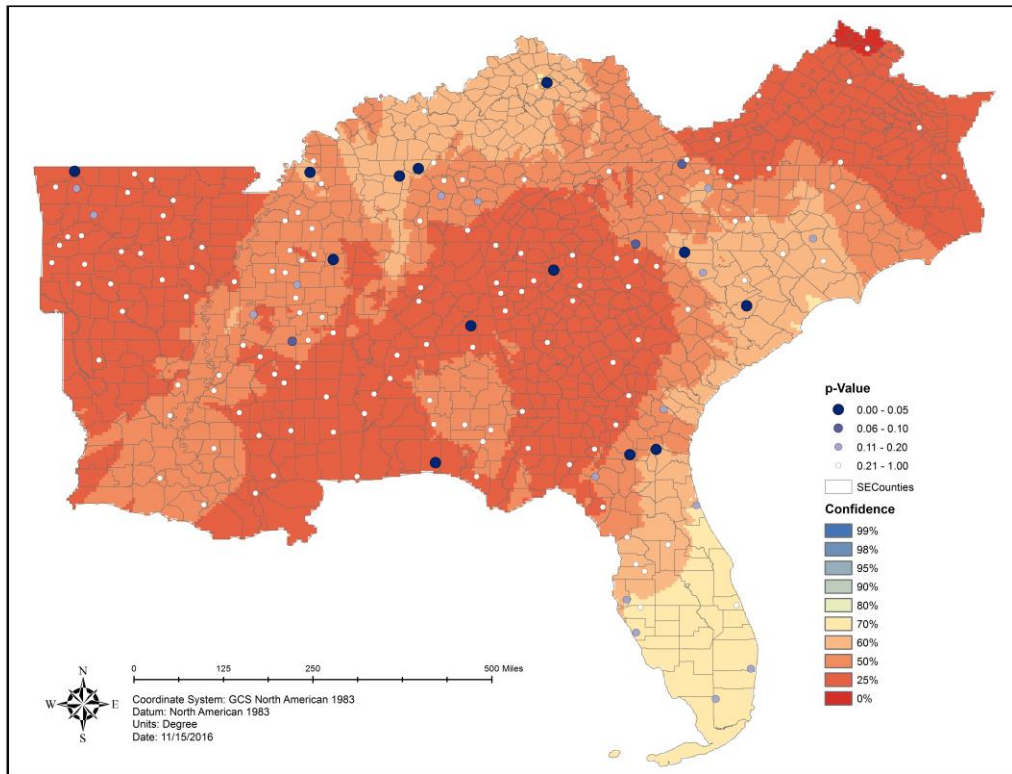 p-Value
0.00 - 0.05
0.06 - 0.10
0.11 - 0.20
0.21 - 1.00
SECounties
Confidence
99%
98%
95%
90%
80%
70%
60%
50%
25%
0%
0 125 250 500 Miles
N
W E
S
Coordinate System: GCS North American 1983
Datum: North American 1983
Units: Degree
Date: 11/15/2016